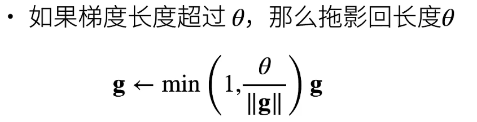 • 如果梯度长度超过 θ，那么拖影回长度θ
g ← min (1, θ/‖g‖) g